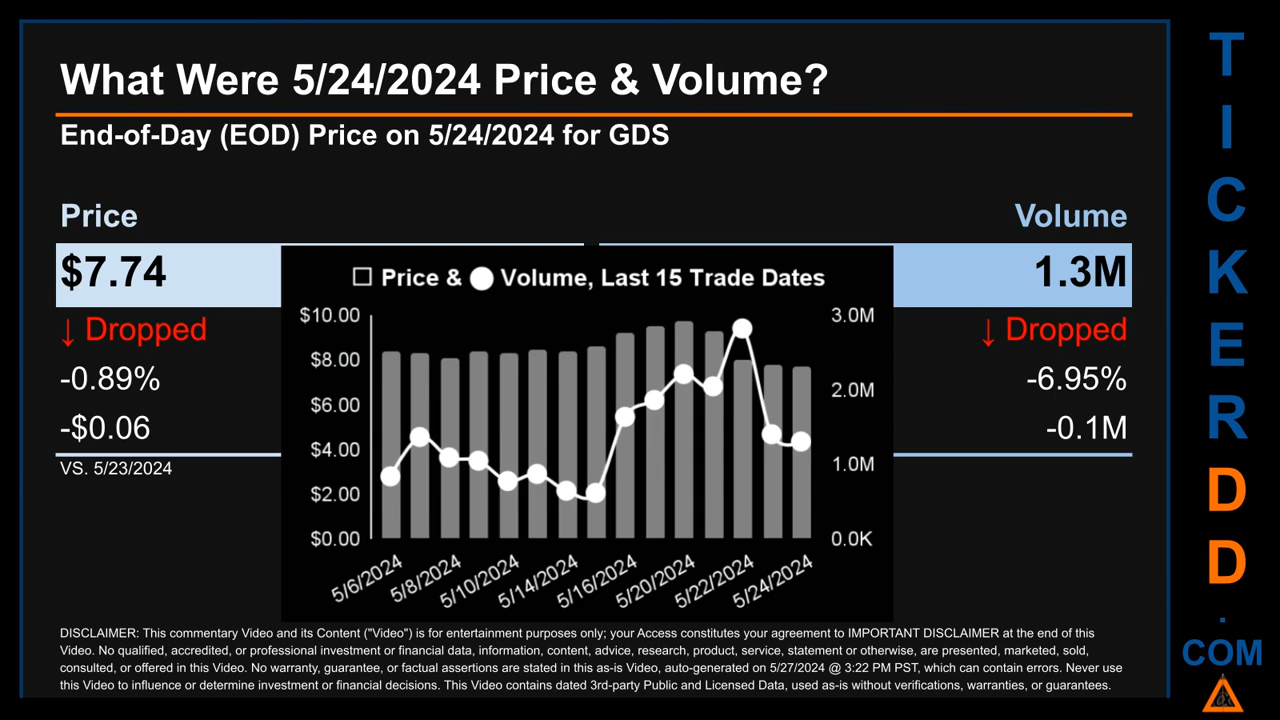 What Were 5/24/2024 Price & Volume?
End-of-Day (EOD) Price on 5/24/2024 for GDS
Price
Volume
$7.74
1.3M
↓ Dropped
↓ Dropped
-0.89%
-6.95%
-$0.06
-0.1M
VS. 5/23/2024
Price & Volume, Last 15 Trade Dates
$10.00
$8.00
$6.00
$4.00
$2.00
$0.00
3.0M
2.0M
1.0M
0.0K
5/6/2024
5/8/2024
5/10/2024
5/14/2024
5/16/2024
5/20/2024
5/22/2024
5/24/2024
DISCLAIMER: This commentary Video and its Content ("Video") is for entertainment purposes only; your Access constitutes your agreement to IMPORTANT DISCLAIMER at the end of this
Video. No qualified, accredited, or professional investment or financial data, information, content, advice, research, product, service, statement or otherwise, are presented, marketed, sold,
consulted, or offered in this Video. No warranty, guarantee, or factual assertions are stated in this as-is Video, auto-generated on 5/27/2024 @ 3:22 PM PST, which can contain errors. Never use
this Video to influence or determine investment or financial decisions. This Video contains dated 3rd-party Public and Licensed Data, used as-is without verifications, warranties, or guarantees.
T
I
C
K
E
R
D
D
.
COM